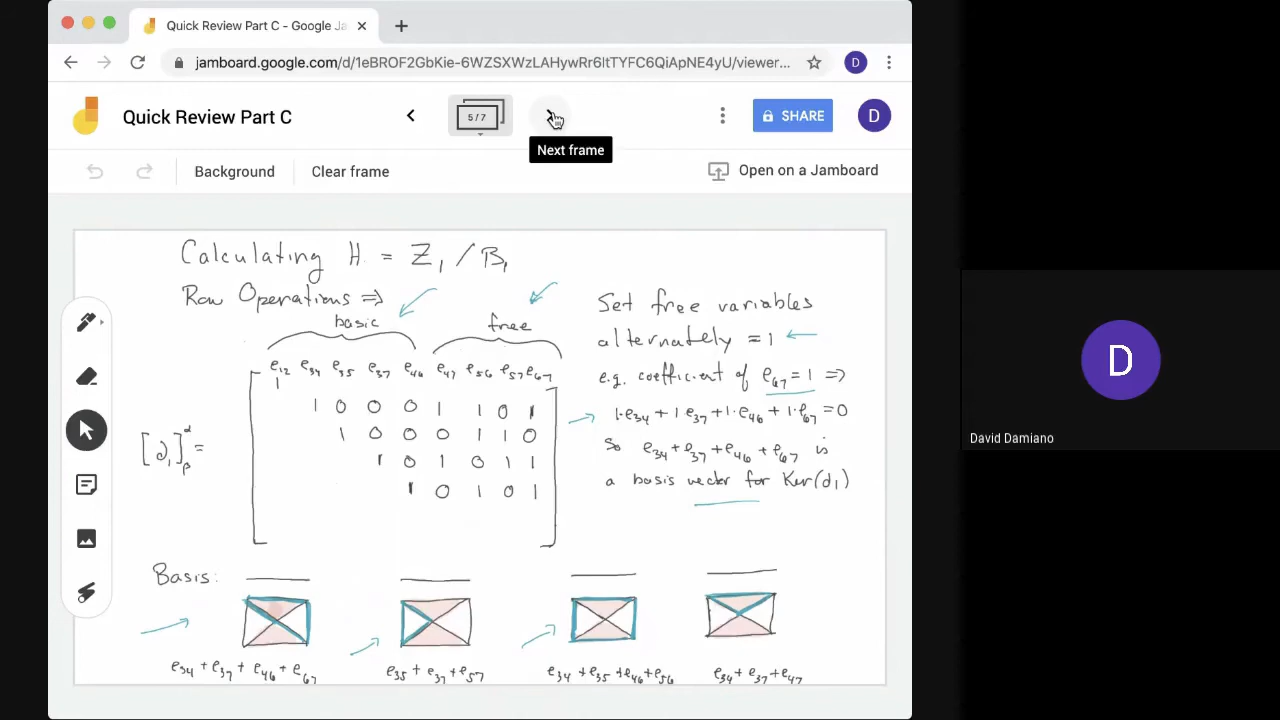 Quick Review Part C - Google Ja
jamboard.google.com/d/1eBROF2GbKie-6WZSXWzLAHywRr6ltTYFC6QiApNE4yU/viewer...
D
Quick Review Part C
5 / 7
SHARE
D
Next frame
Background
Clear frame
Open on a Jamboard
Calculating H₁ = Z₁ / B₁
Row Operations ⇒
basic
free
e₁₂ e₃₄ e₃₅ e₃₇ e₄₆ e₄₇ e₅₆ e₅₇ e₆₇
1
1 0 0 0 1 1 0 1
1 0 0 0 1 1 0
1 0 1 0 1 1
1 0 1 0 1
[∂₁]
α
β
=
Set free variables
alternately = 1
e.g. coefficient of e₆₇ = 1 ⇒
1·e₃₄ + 1·e₃₇ + 1·e₄₆ + 1·e₆₇ = 0
So e₃₄ + e₃₇ + e₄₆ + e₆₇ is
a basis vector for Ker(∂₁)
Basis:
e₃₄ + e₃₇ + e₄₆ + e₆₇
e₃₅ + e₃₇ + e₅₇
e₃₄ + e₃₅ + e₄₆ + e₅₆
e₃₄ + e₃₇ + e₄₇
D
David Damiano